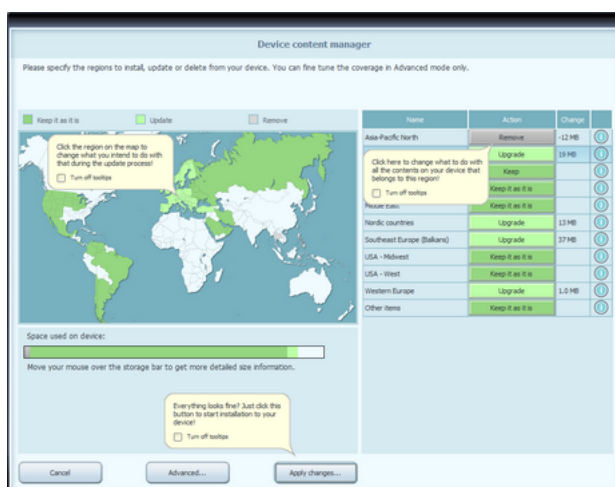 Device content manager
Please specify the regions to install, update or delete from your device. You can fine tune the coverage in Advanced mode only.
Keep it as it is
Update
Remove
Click the region on the map to
change what you intend to do with
that during the update process!
Turn off tooltips
Name
Action
Change
Asia-Pacific North
Remove
-12 MB
Upgrade
19 MB
Click here to change what to do with
all the contents on your device that
belongs to this region!
Turn off tooltips
Keep
Keep it as it is
Middle East
Keep it as it is
Nordic countries
Upgrade
13 MB
Southeast Europe (Balkans)
Upgrade
37 MB
USA - Midwest
Keep it as it is
USA - West
Keep it as it is
Western Europe
Upgrade
1.0 MB
Other items
Keep it as it is
Space used on device:
Move your mouse over the storage bar to get more detailed size information.
Everything looks fine? Just click this
button to start installation to your
device!
Turn off tooltips
Cancel
Advanced...
Apply changes...